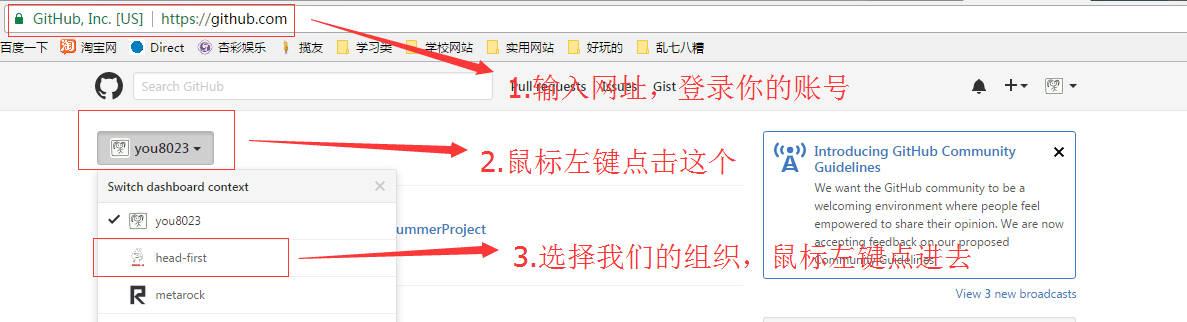 GitHub, Inc. [US] | https://github.com
百度一下 淘宝网 Direct 杏彩娱乐 揽友 学习类 学校网站 实用网站 好玩的 乱七八糟
Search GitHub Pull requests Issues Gist
1.输入网址，登录你的账号
you8023
2.鼠标左键点击这个
Switch dashboard context
you8023
head-first
metarock
ummerProject
3.选择我们的组织，鼠标左键点进去
Introducing GitHub Community
Guidelines
We want the GitHub community to be a
welcoming environment where people feel
empowered to share their opinion. We are now
accepting feedback on our proposed
Community Guidelines
View 3 new broadcasts